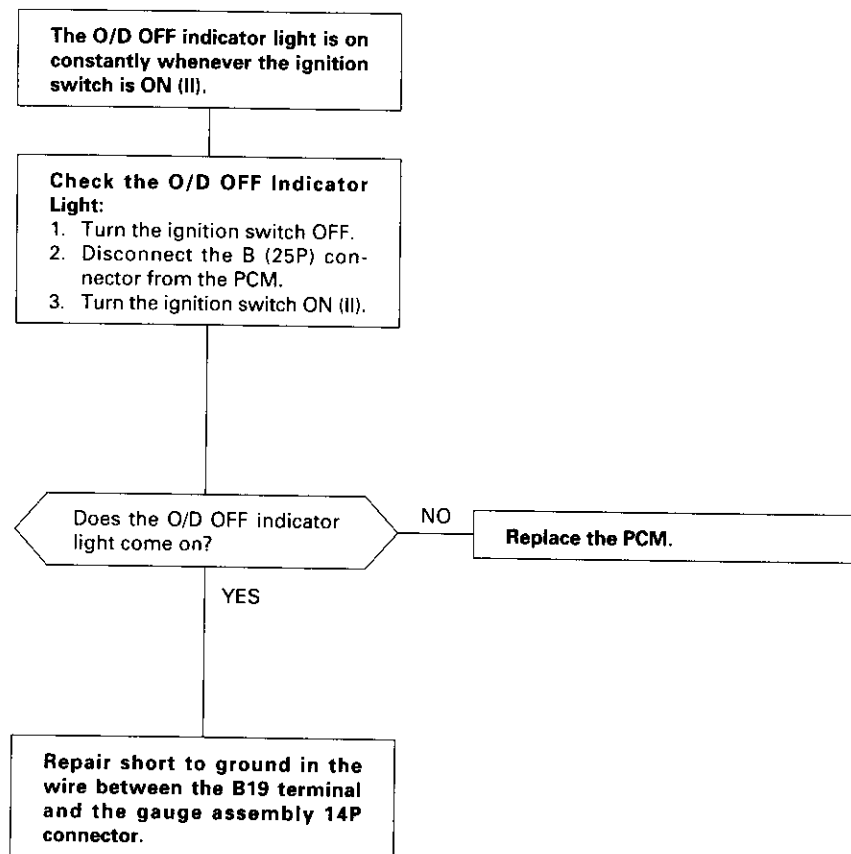 The O/D OFF indicator light is on
constantly whenever the ignition
switch is ON (II).
Check the O/D OFF Indicator
Light:
1. Turn the ignition switch OFF.
2. Disconnect the B (25P) con-
nector from the PCM.
3. Turn the ignition switch ON (II).
Does the O/D OFF indicator
light come on?
NO
Replace the PCM.
YES
Repair short to ground in the
wire between the B19 terminal
and the gauge assembly 14P
connector.